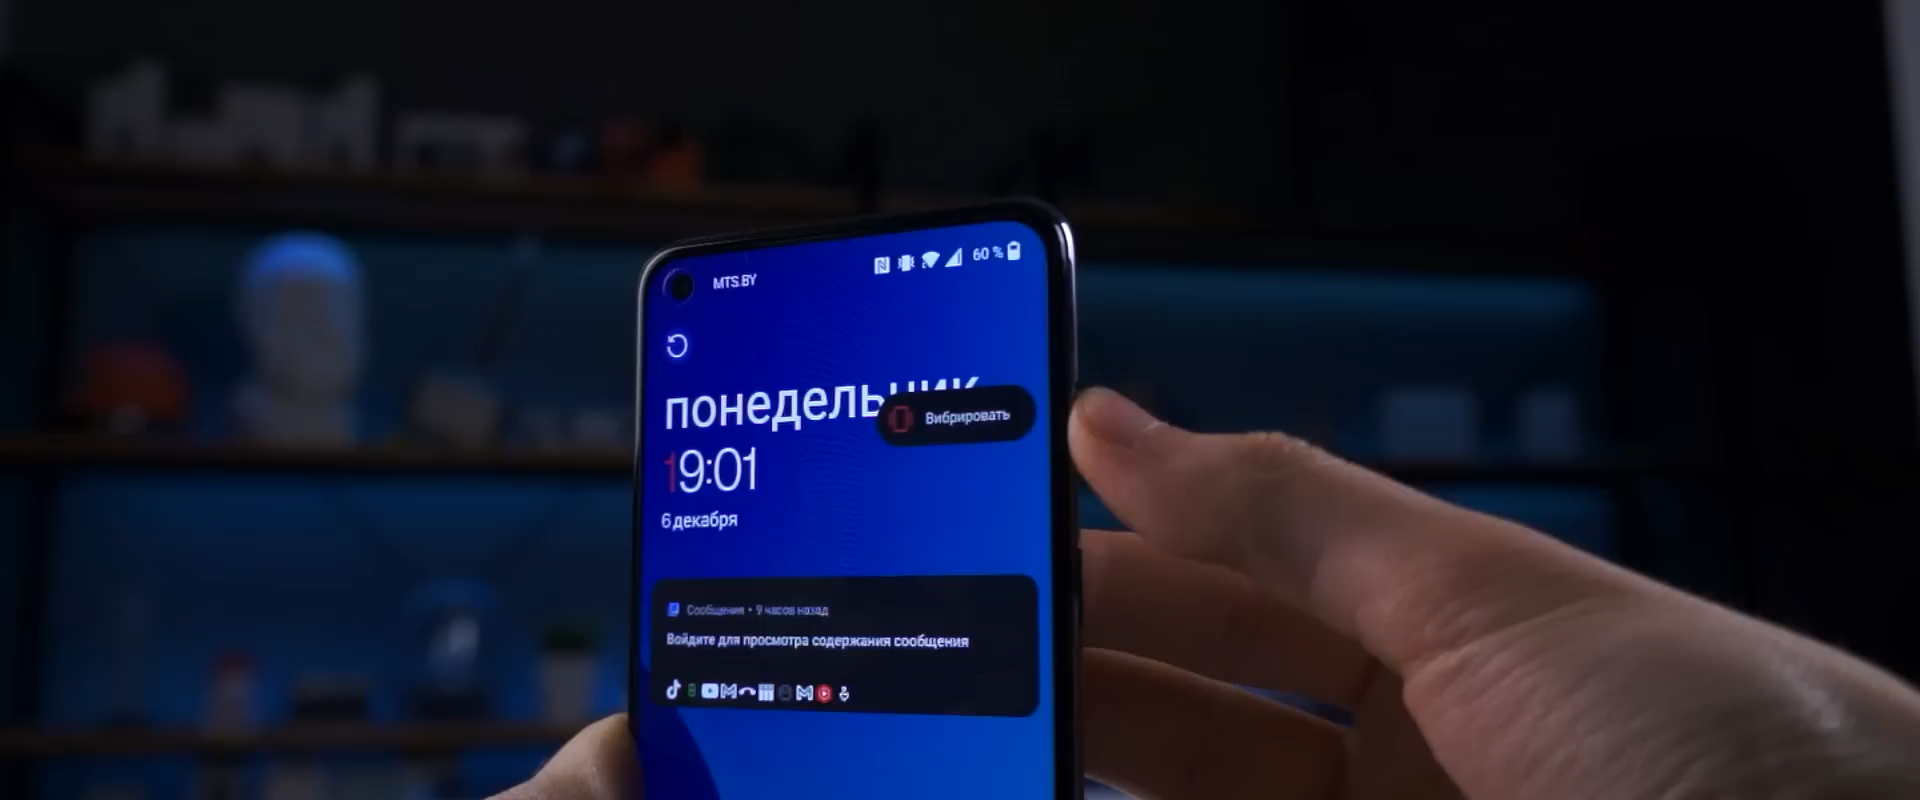 MTS.BY
60 %
понедельник
Вибрировать
19:01
6 декабря
Сообщения • 9 часов назад
Войдите для просмотра содержания сообщения